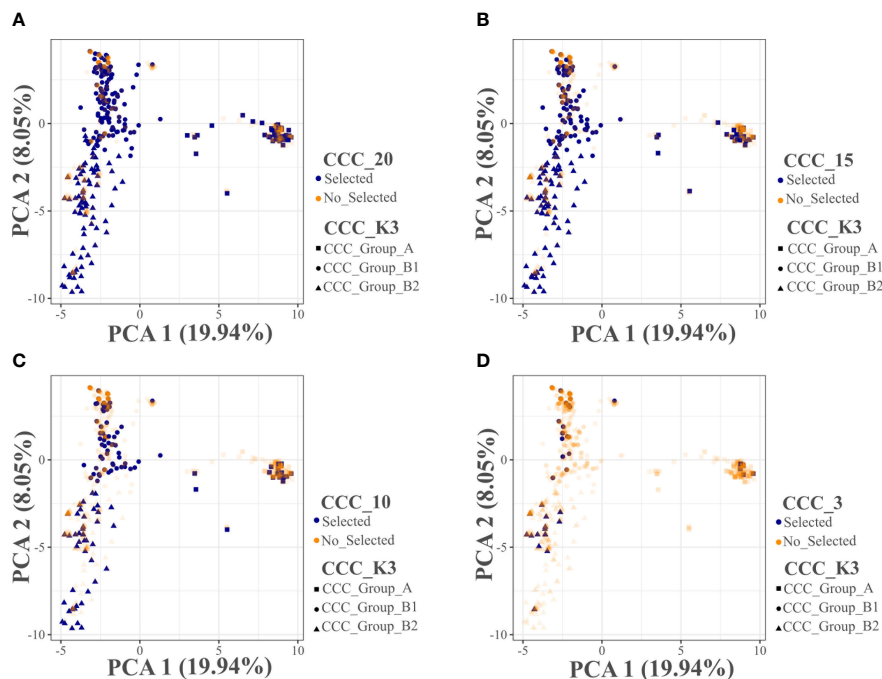 A
B
0
-5
-10
-5
0
5
10
PCA 1 (19.94%)
PCA 2 (8.05%)
CCC_20
Selected
No_Selected
CCC_K3
CCC_Group_A
CCC_Group_B1
CCC_Group_B2
0
-5
-10
-5
0
5
10
PCA 1 (19.94%)
PCA 2 (8.05%)
CCC_15
Selected
No_Selected
CCC_K3
CCC_Group_A
CCC_Group_B1
CCC_Group_B2
C
D
0
-5
-10
-5
0
5
10
PCA 1 (19.94%)
PCA 2 (8.05%)
CCC_10
Selected
No_Selected
CCC_K3
CCC_Group_A
CCC_Group_B1
CCC_Group_B2
0
-5
-10
-5
0
5
10
PCA 1 (19.94%)
PCA 2 (8.05%)
CCC_3
Selected
No_Selected
CCC_K3
CCC_Group_A
CCC_Group_B1
CCC_Group_B2